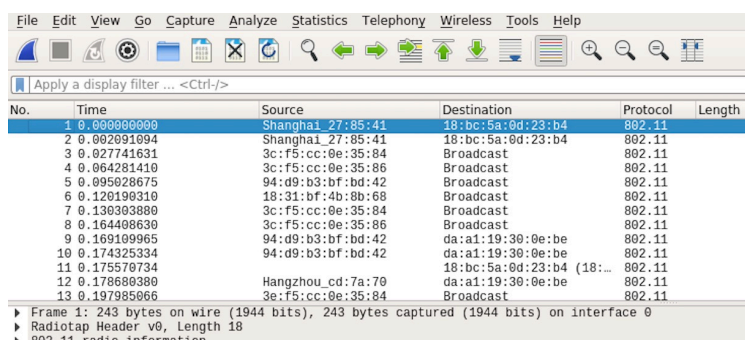 File Edit View Go Capture Analyze Statistics Telephony Wireless Tools Help
Apply a display filter ... <Ctrl-/>
No. Time Source Destination Protocol Length
1 0.000000000 Shanghai_27:85:41 18:bc:5a:0d:23:b4 802.11
2 0.002091094 Shanghai_27:85:41 18:bc:5a:0d:23:b4 802.11
3 0.027741631 3c:f5:cc:0e:35:84 Broadcast 802.11
4 0.064281410 3c:f5:cc:0e:35:86 Broadcast 802.11
5 0.095028675 94:d9:b3:bf:bd:42 Broadcast 802.11
6 0.120190310 18:31:bf:4b:8b:68 Broadcast 802.11
7 0.130303880 3c:f5:cc:0e:35:84 Broadcast 802.11
8 0.164408630 3c:f5:cc:0e:35:86 Broadcast 802.11
9 0.169109965 94:d9:b3:bf:bd:42 da:a1:19:30:0e:be 802.11
10 0.174325334 94:d9:b3:bf:bd:42 da:a1:19:30:0e:be 802.11
11 0.175570734 18:bc:5a:0d:23:b4 (18:… 802.11
12 0.178680380 Hangzhou_cd:7a:70 da:a1:19:30:0e:be 802.11
13 0.197985066 3e:f5:cc:0e:35:84 Broadcast 802.11
Frame 1: 243 bytes on wire (1944 bits), 243 bytes captured (1944 bits) on interface 0
Radiotap Header v0, Length 18
802.11 radio information